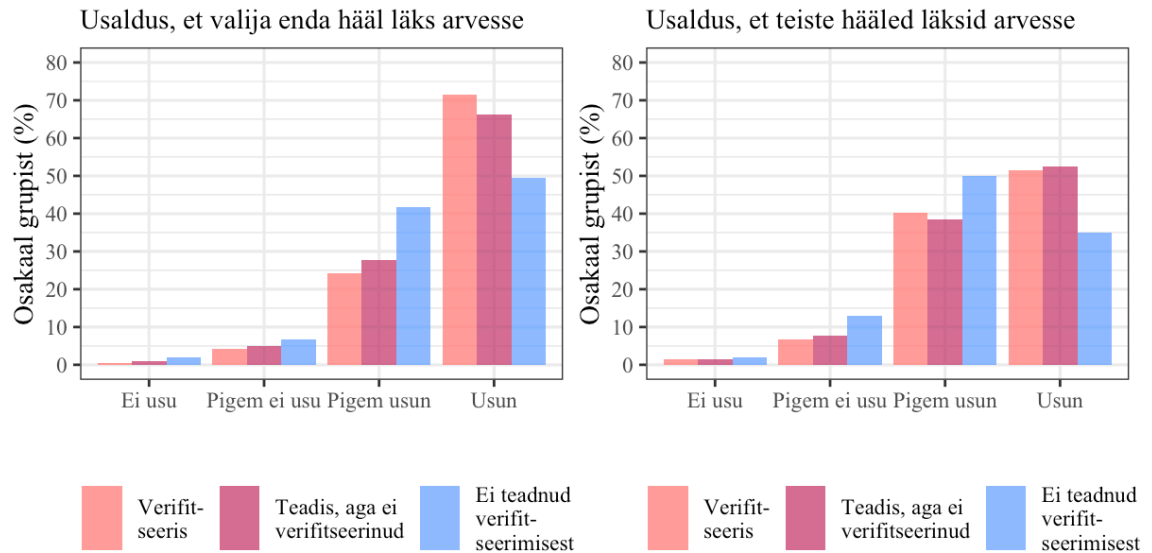 Usaldus, et valija enda hääl läks arvesse
Osakaal grupist (%)
80
70
60
50
40
30
20
10
0
Ei usu
Pigem ei usu
Pigem usun
Usun
Verifit-
seeris
Teadis, aga ei
verifitseerinud
Ei teadnud
verifit-
seerimisest
Usaldus, et teiste hääled läksid arvesse
Osakaal grupist (%)
80
70
60
50
40
30
20
10
0
Ei usu
Pigem ei usu
Pigem usun
Usun
Verifit-
seeris
Teadis, aga ei
verifitseerinud
Ei teadnud
verifit-
seerimisest